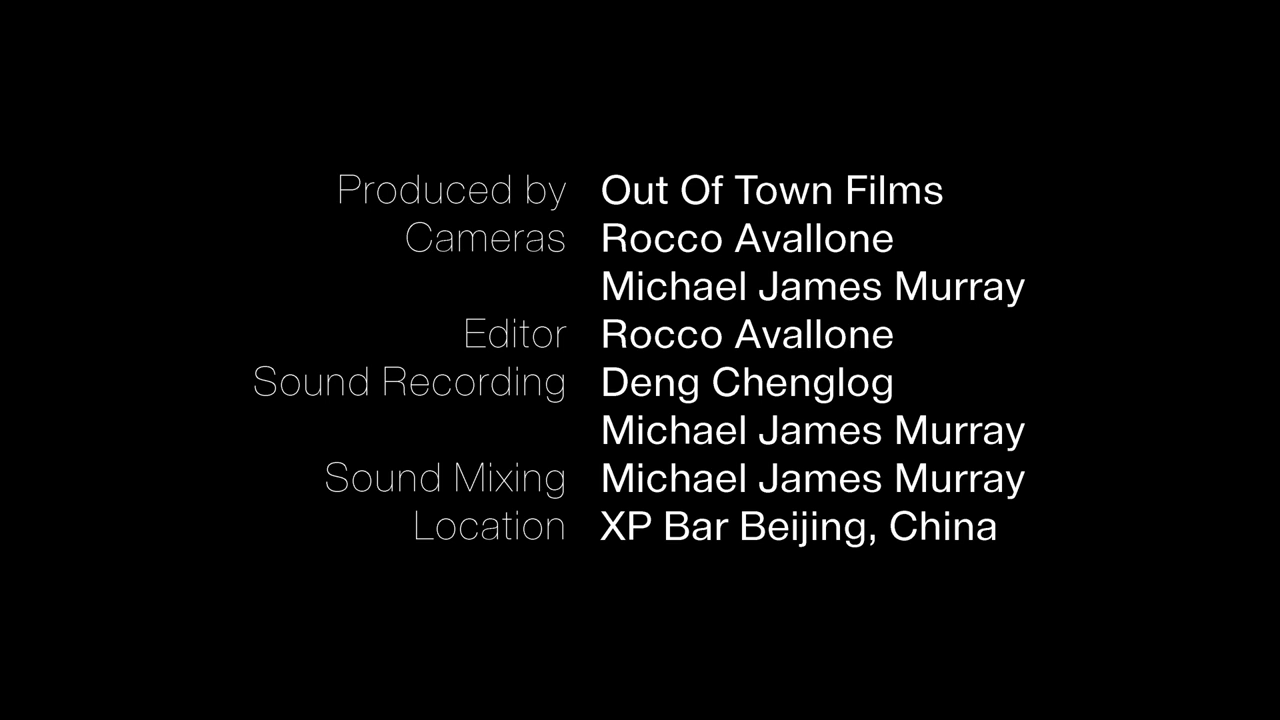 Produced by Out Of Town Films
Cameras Rocco Avallone
Michael James Murray
Editor Rocco Avallone
Sound Recording Deng Chenglog
Michael James Murray
Sound Mixing Michael James Murray
Location XP Bar Beijing, China